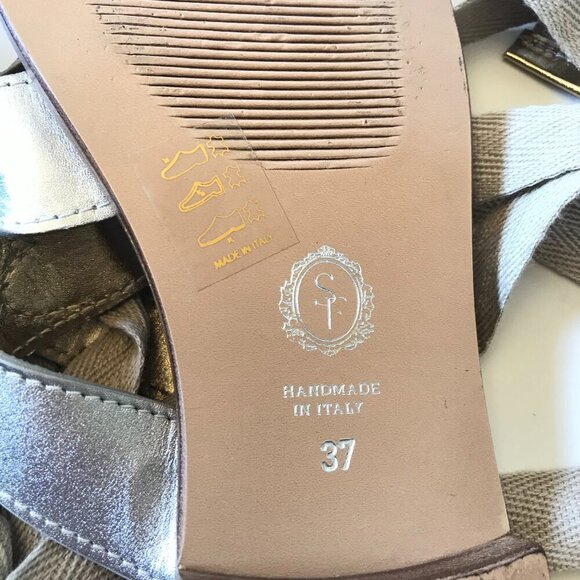 MADE IN ITALY
S
T F
HANDMADE
IN ITALY
37